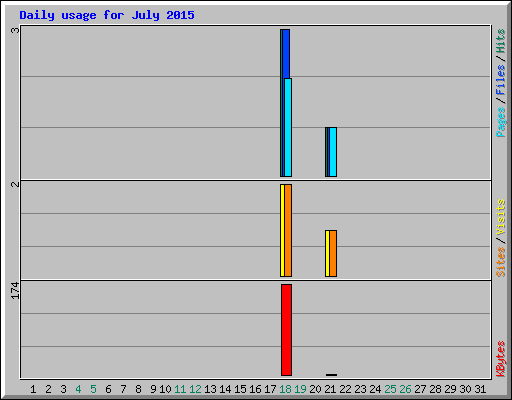 Daily usage for July 2015
3
2
174
Pages / Files / Hits
Sites / Visits
KBytes
1 2 3 4 5 6 7 8 9 10 11 12 13 14 15 16 17 18 19 20 21 22 23 24 25 26 27 28 29 30 31